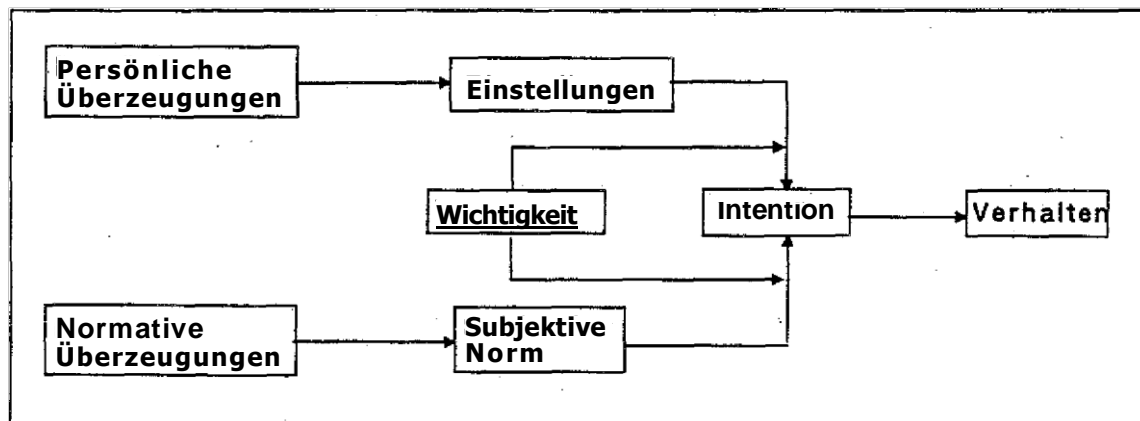 Persönliche
Überzeugungen
Einstellungen
Wichtigkeit
Intention
Verhalten
Normative
Überzeugungen
Subjektive
Norm